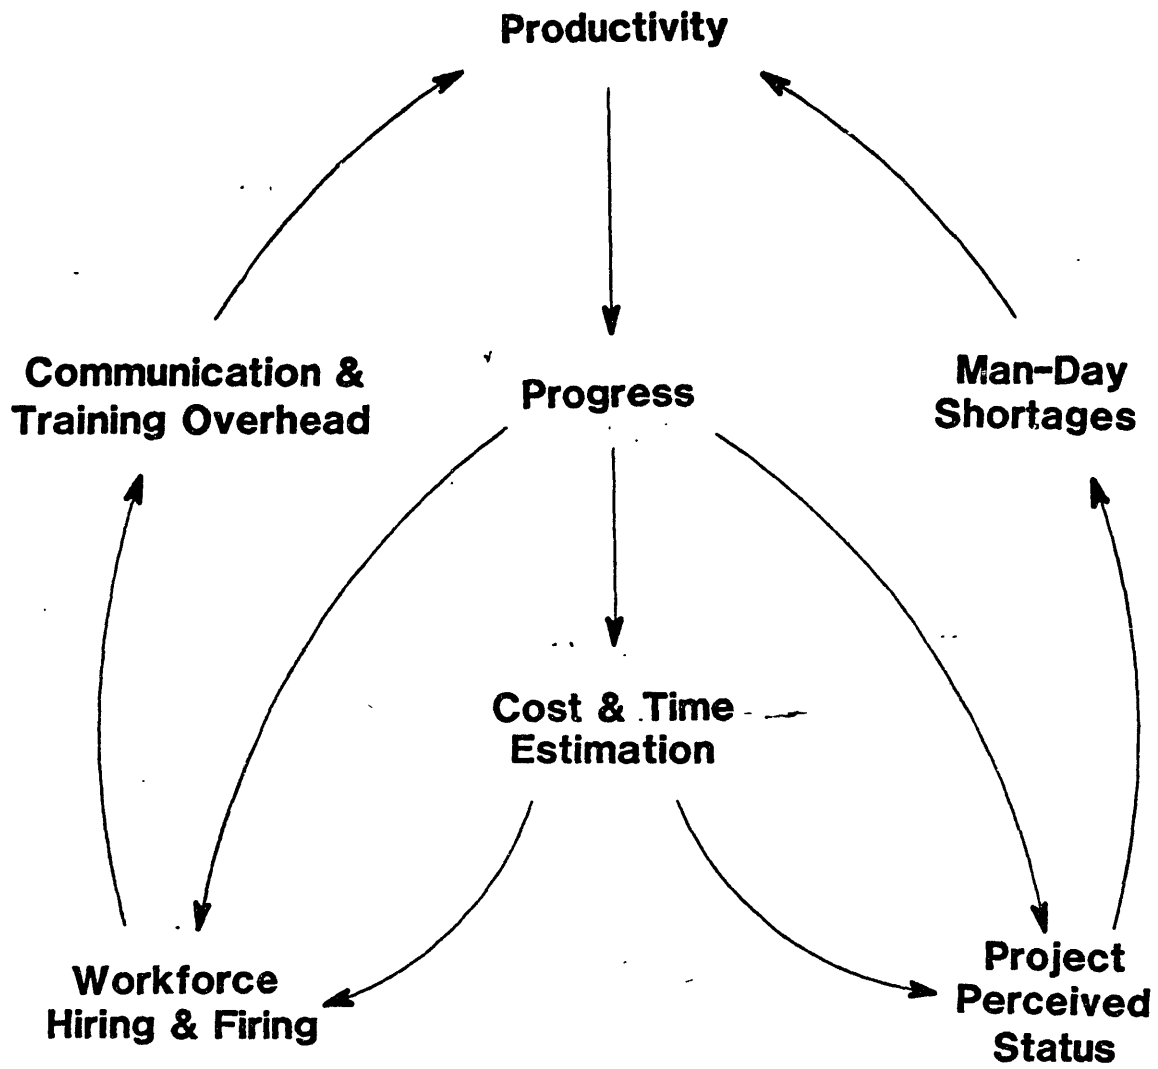 Productivity
Communication &
Training Overhead
Progress
Man-Day
Shortages
Cost & Time
Estimation
Workforce
Hiring & Firing
Project
Perceived
Status